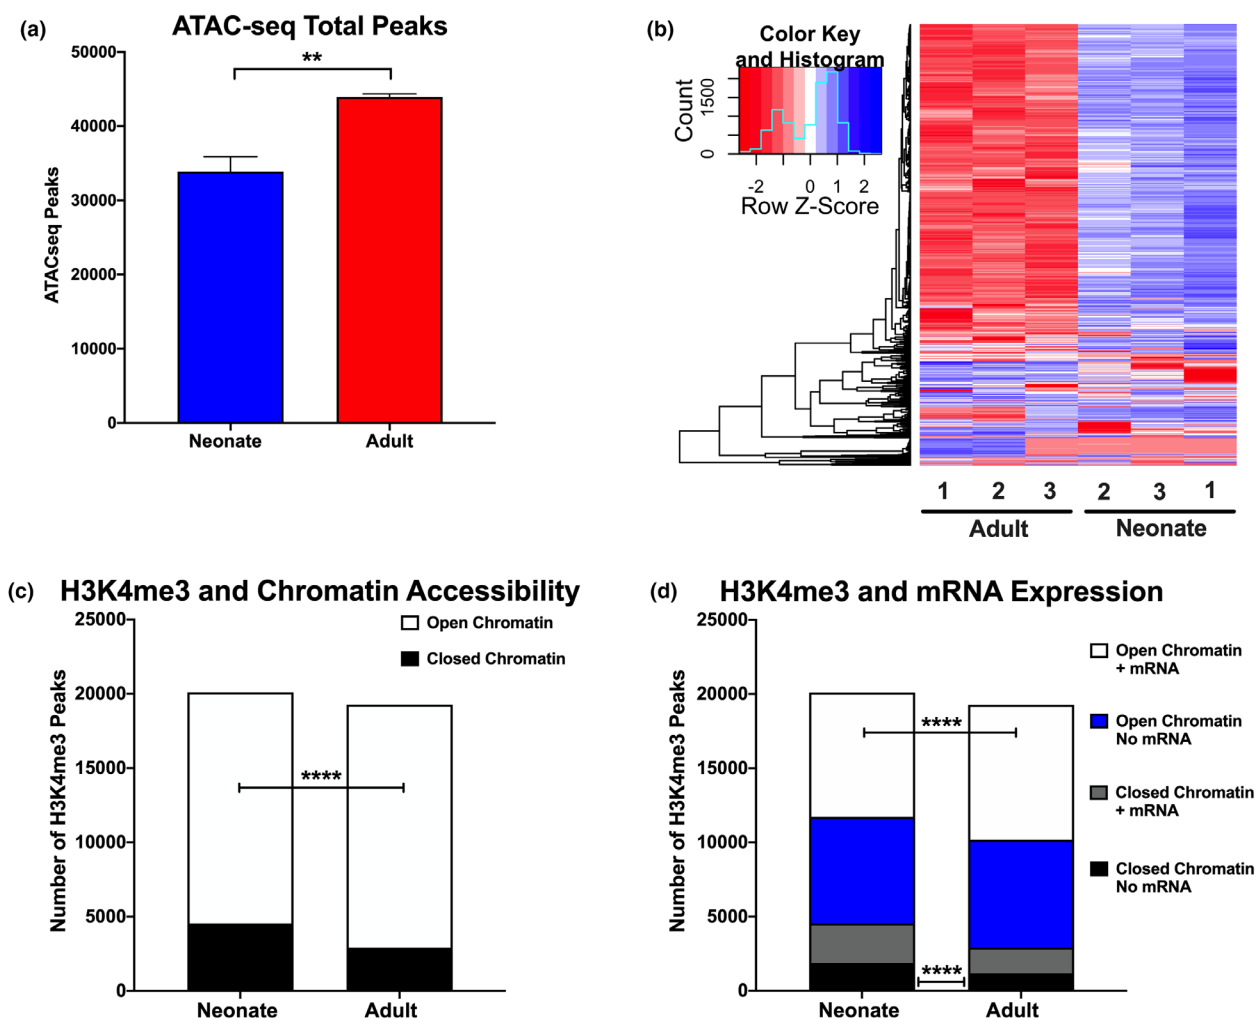 (a)
ATAC-seq Total Peaks
ATACseq Peaks
50000
40000
30000
20000
10000
0
**
Neonate
Adult
(b)
Color Key
and Histogram
Count
1500
0
-2
0
1
2
Row Z-Score
1
2
3
2
3
1
Adult
Neonate
(c)
H3K4me3 and Chromatin Accessibility
Number of H3K4me3 Peaks
25000
20000
15000
10000
5000
0
Open Chromatin
Closed Chromatin
****
Neonate
Adult
(d)
H3K4me3 and mRNA Expression
Number of H3K4me3 Peaks
25000
20000
15000
10000
5000
0
****
****
Neonate
Adult
Open Chromatin
+ mRNA
Open Chromatin
No mRNA
Closed Chromatin
+ mRNA
Closed Chromatin
No mRNA